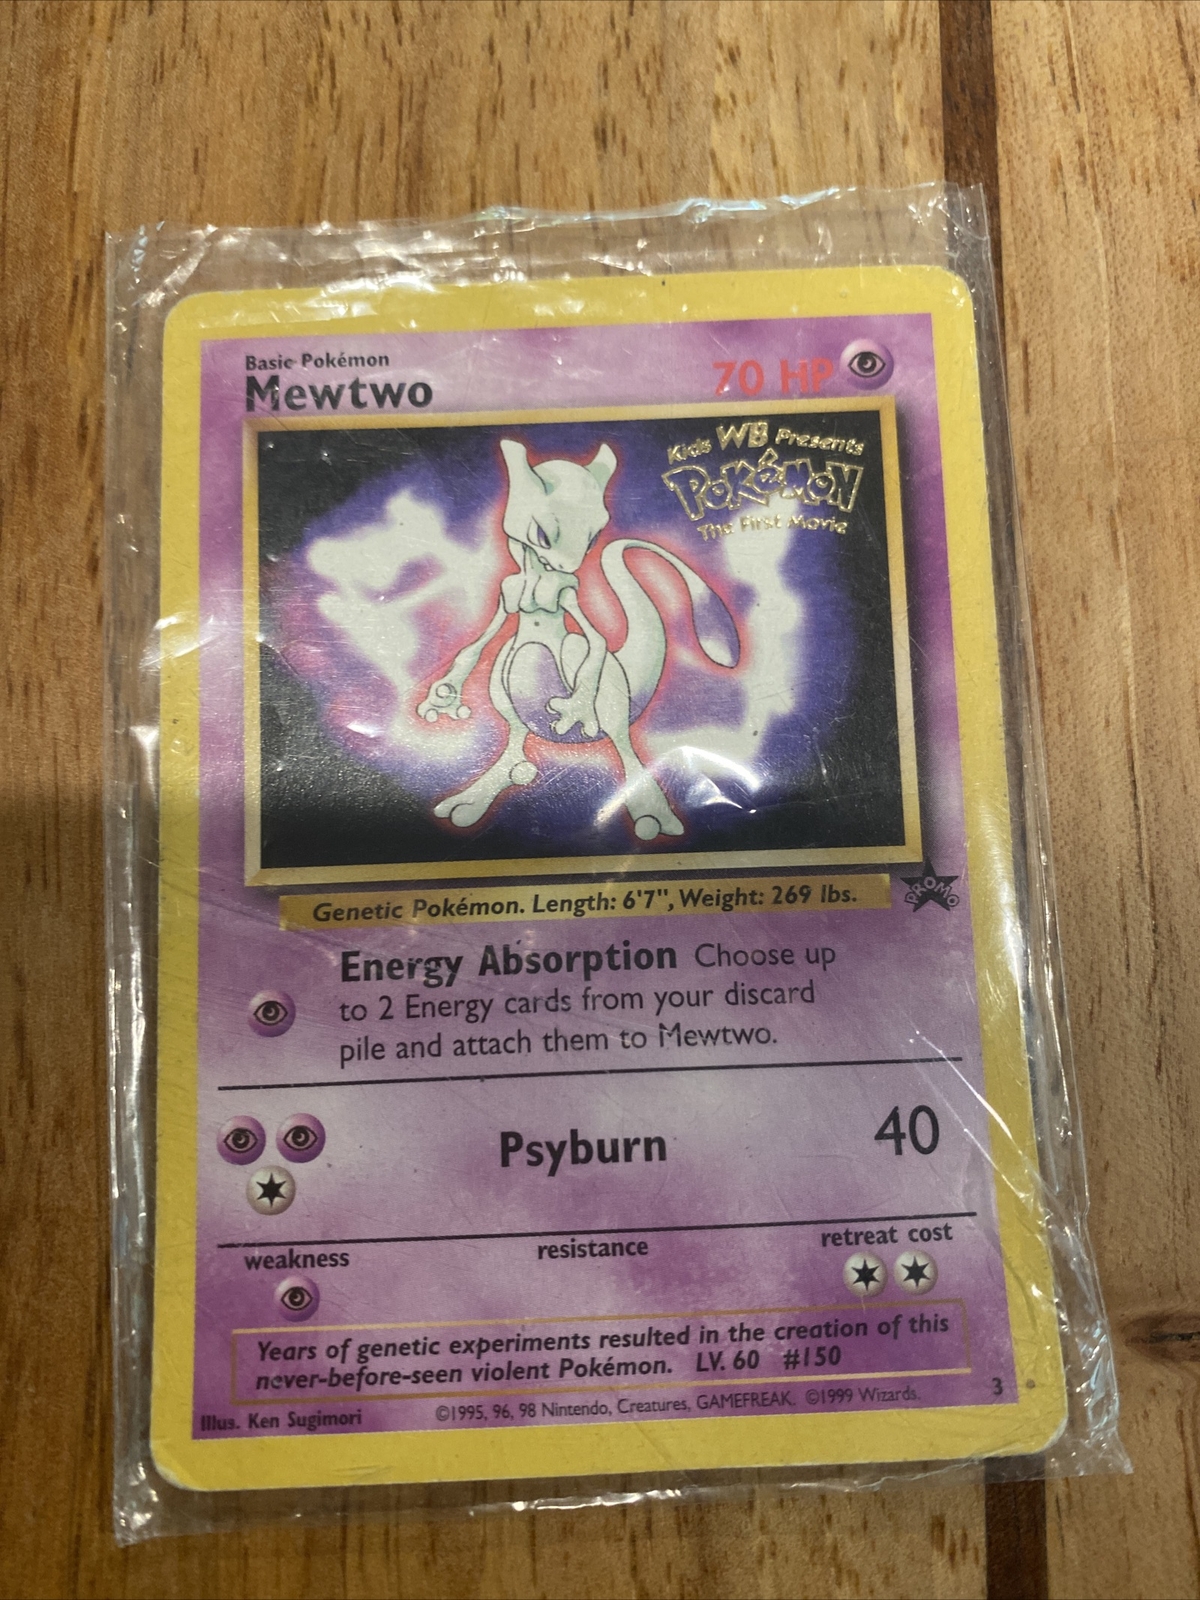 Basic Pokémon
Mewtwo
70 HP
Kids WB Presents
POKéMON
The First Movie
Genetic Pokémon. Length: 6'7", Weight: 269 lbs.
PROMO
Energy Absorption Choose up
to 2 Energy cards from your discard
pile and attach them to Mewtwo.
Psyburn
40
weakness
resistance
retreat cost
Years of genetic experiments resulted in the creation of this
never-before-seen violent Pokémon. LV. 60 #150
Illus. Ken Sugimori
©1995, 96, 98 Nintendo, Creatures, GAMEFREAK. ©1999 Wizards.
3